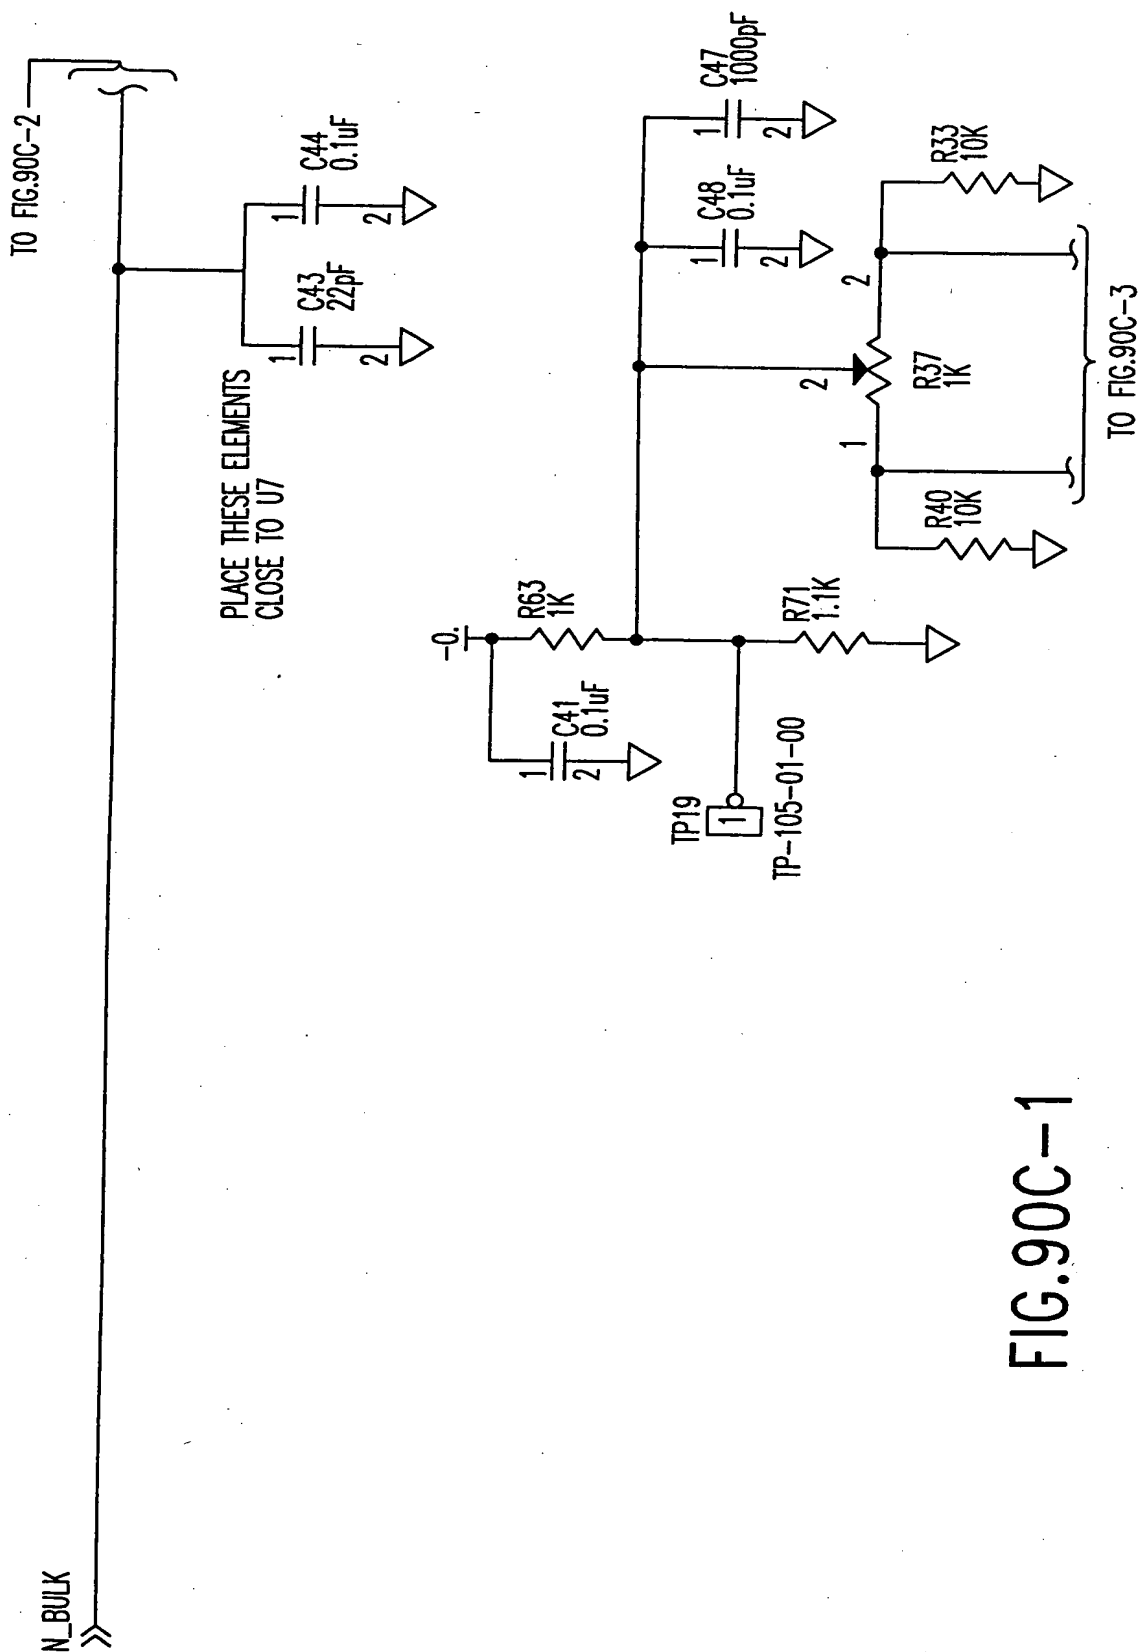 TO FIG.90C-2
N_BULK
C44
0.1uF
1
2
C43
22pF
1
2
PLACE THESE ELEMENTS
CLOSE TO U7
-0.
R63
1K
C41
0.1uF
1
2
TP19
1
TP-105-01-00
R71
1.1K
C48
0.1uF
1
2
C47
1000pF
1
2
2
1
2
R37
1K
R40
10K
R33
10K
TO FIG.90C-3
FIG.90C-1